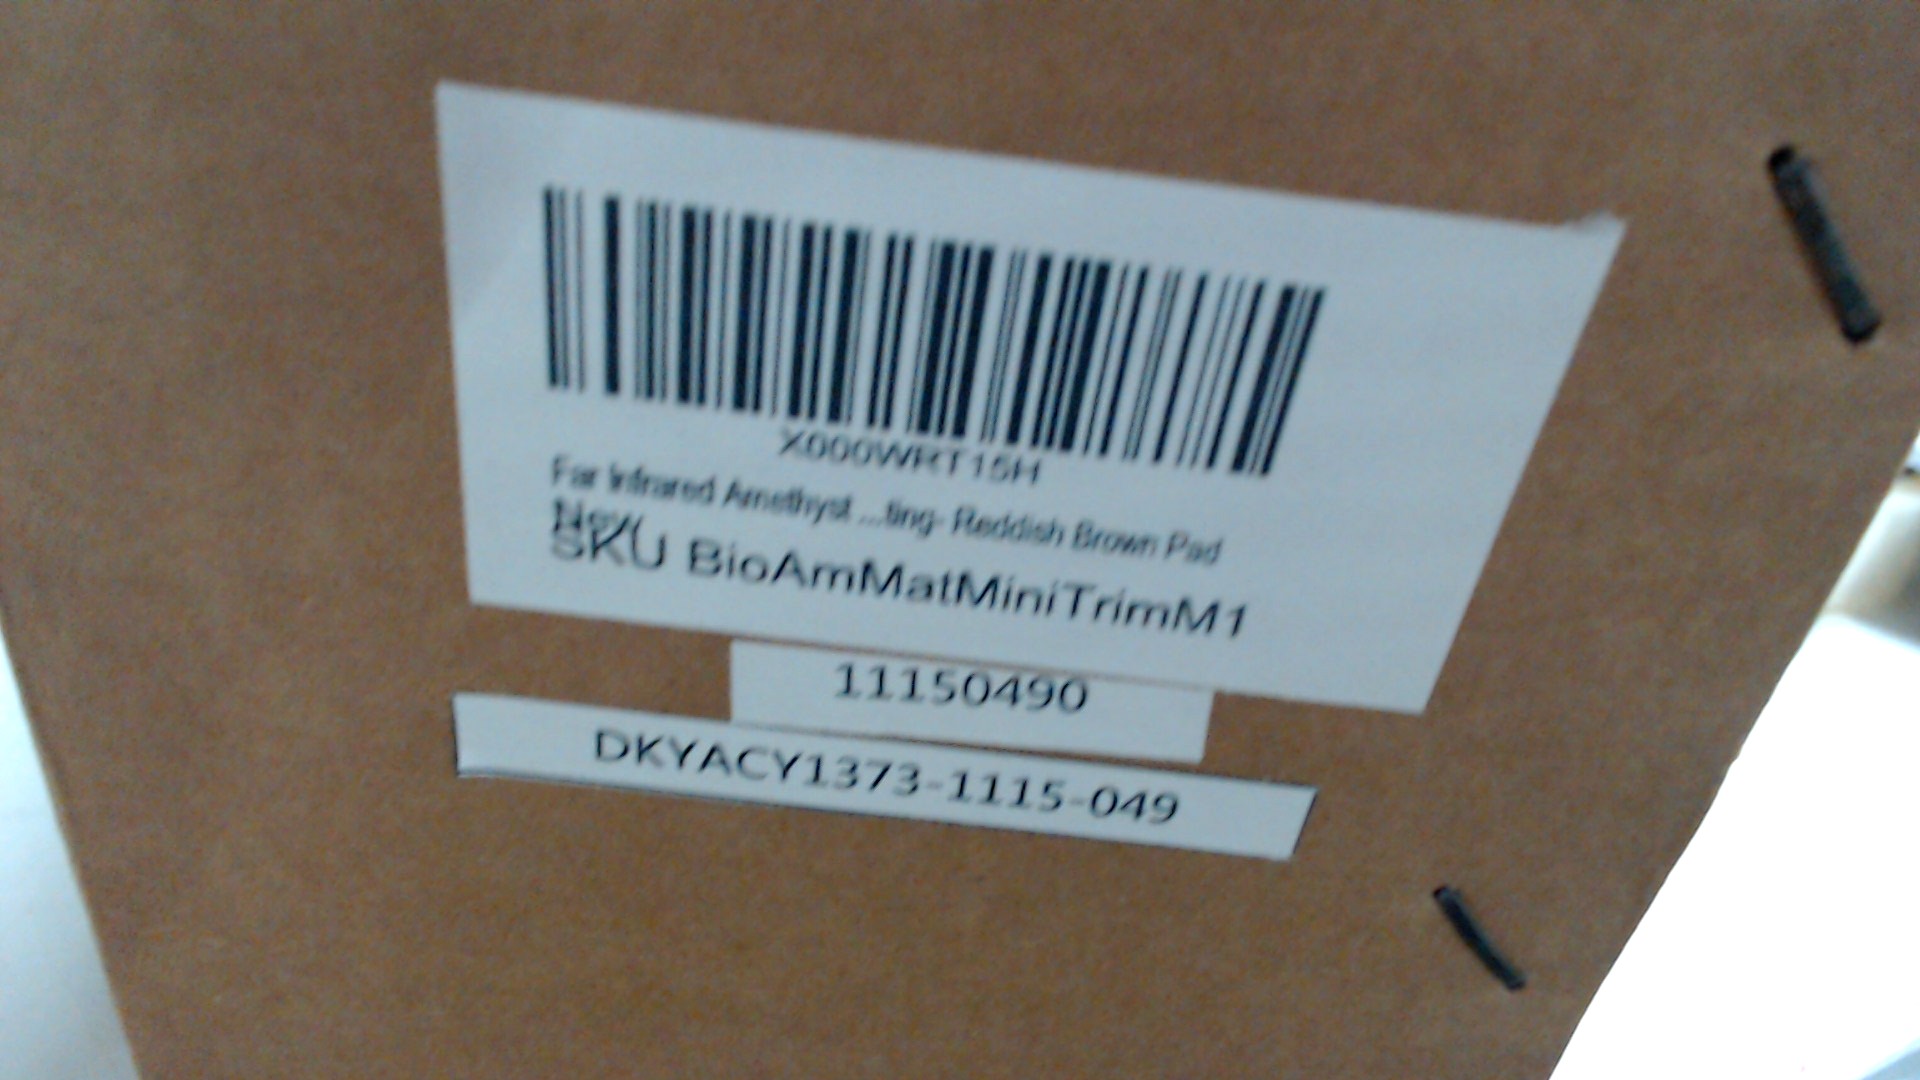 X000WRT15H
Far Infrared Amethyst ...ting- Reddish Brown Pad
New
SKU BioAmMatMiniTrimM1
11150490
DKYACY1373-1115-049